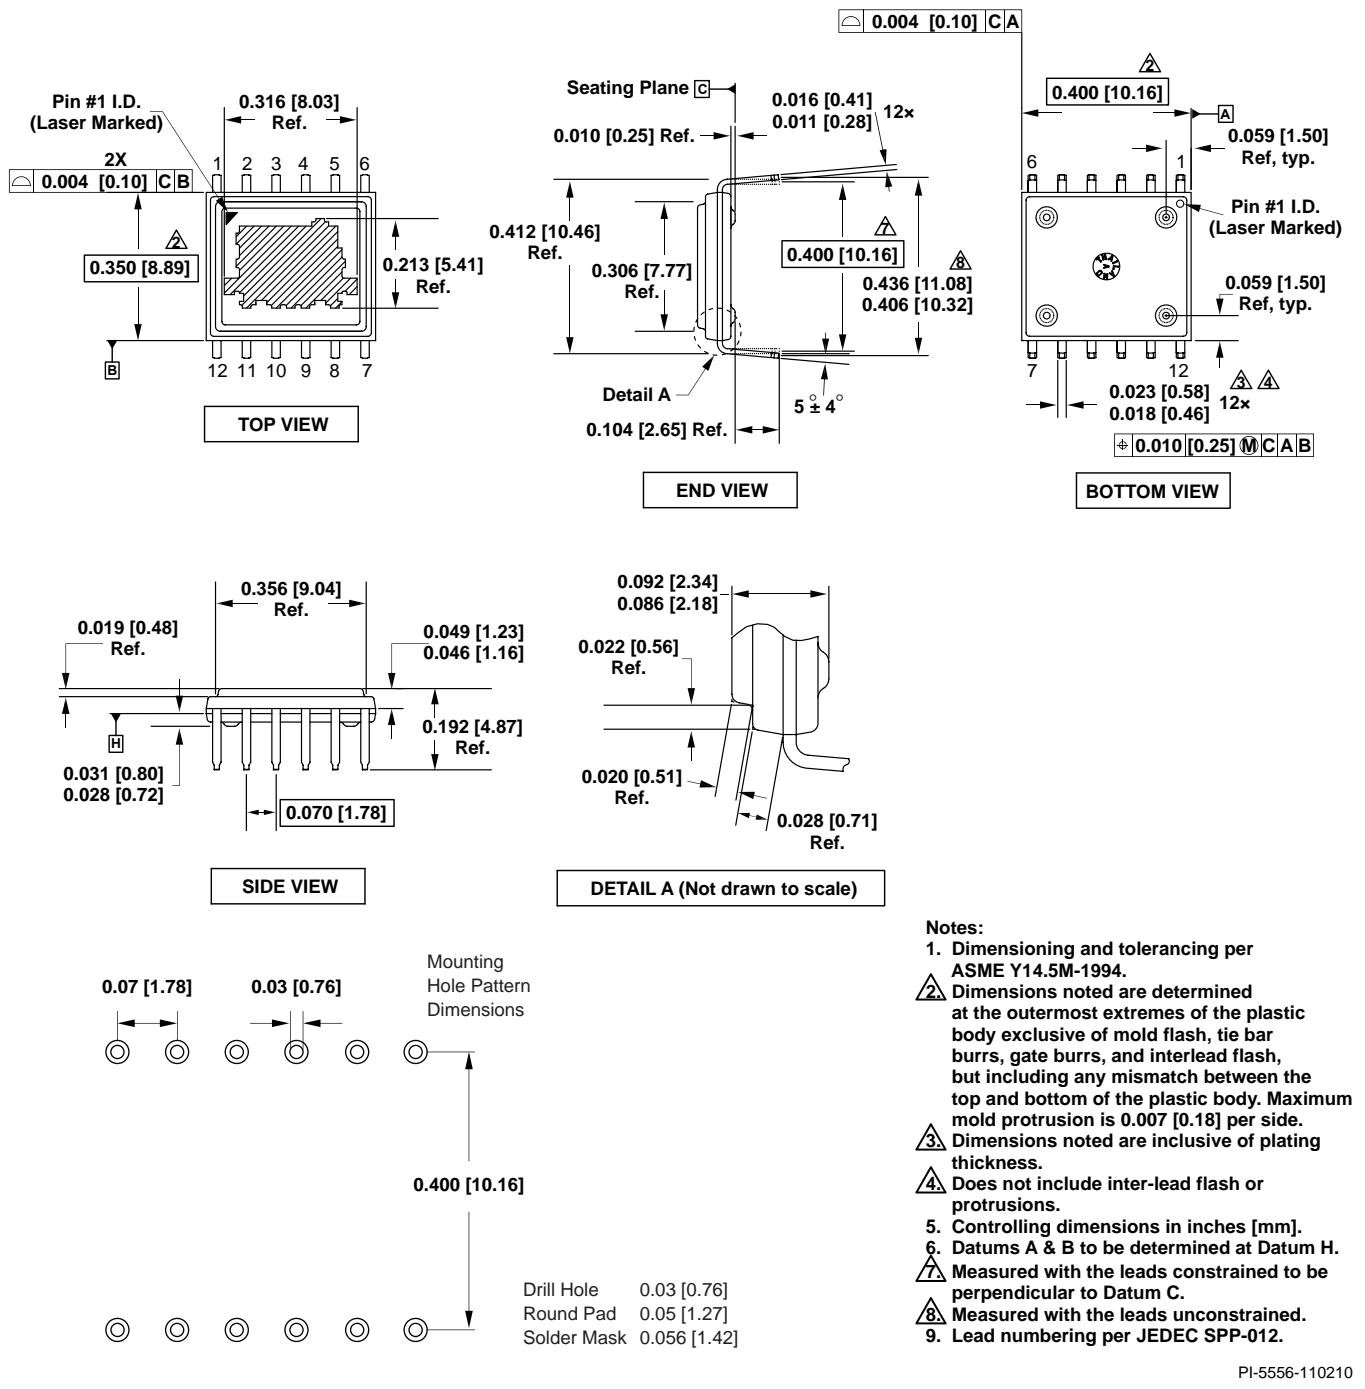 0.004 [0.10] C A
2
0.400 [10.16]
A
Seating Plane C
0.016 [0.41]
0.011 [0.28]
12×
0.010 [0.25] Ref.
0.059 [1.50]
Ref, typ.
Pin #1 I.D.
(Laser Marked)
0.316 [8.03]
Ref.
2X
0.004 [0.10] C B
1 2 3 4 5 6
6 1
Pin #1 I.D.
(Laser Marked)
2
0.350 [8.89]
0.213 [5.41]
Ref.
0.412 [10.46]
Ref.
0.306 [7.77]
Ref.
7
0.400 [10.16]
8
0.436 [11.08]
0.406 [10.32]
0.059 [1.50]
Ref, typ.
B
12 11 10 9 8 7
7 12
Detail A
5° ± 4°
0.104 [2.65] Ref.
3 4
0.023 [0.58]
0.018 [0.46]
12×
⌖ 0.010 [0.25] Ⓜ C A B
TOP VIEW
END VIEW
BOTTOM VIEW
0.356 [9.04]
Ref.
0.019 [0.48]
Ref.
0.049 [1.23]
0.046 [1.16]
H
0.192 [4.87]
Ref.
0.031 [0.80]
0.028 [0.72]
0.070 [1.78]
SIDE VIEW
0.092 [2.34]
0.086 [2.18]
0.022 [0.56]
Ref.
0.020 [0.51]
Ref.
0.028 [0.71]
Ref.
DETAIL A (Not drawn to scale)
Mounting
Hole Pattern
Dimensions
0.07 [1.78]
0.03 [0.76]
0.400 [10.16]
Drill Hole 0.03 [0.76]
Round Pad 0.05 [1.27]
Solder Mask 0.056 [1.42]
Notes:
1. Dimensioning and tolerancing per
ASME Y14.5M-1994.
2. Dimensions noted are determined
at the outermost extremes of the plastic
body exclusive of mold flash, tie bar
burrs, gate burrs, and interlead flash,
but including any mismatch between the
top and bottom of the plastic body. Maximum
mold protrusion is 0.007 [0.18] per side.
3. Dimensions noted are inclusive of plating
thickness.
4. Does not include inter-lead flash or
protrusions.
5. Controlling dimensions in inches [mm].
6. Datums A & B to be determined at Datum H.
7. Measured with the leads constrained to be
perpendicular to Datum C.
8. Measured with the leads unconstrained.
9. Lead numbering per JEDEC SPP-012.
PI-5556-110210